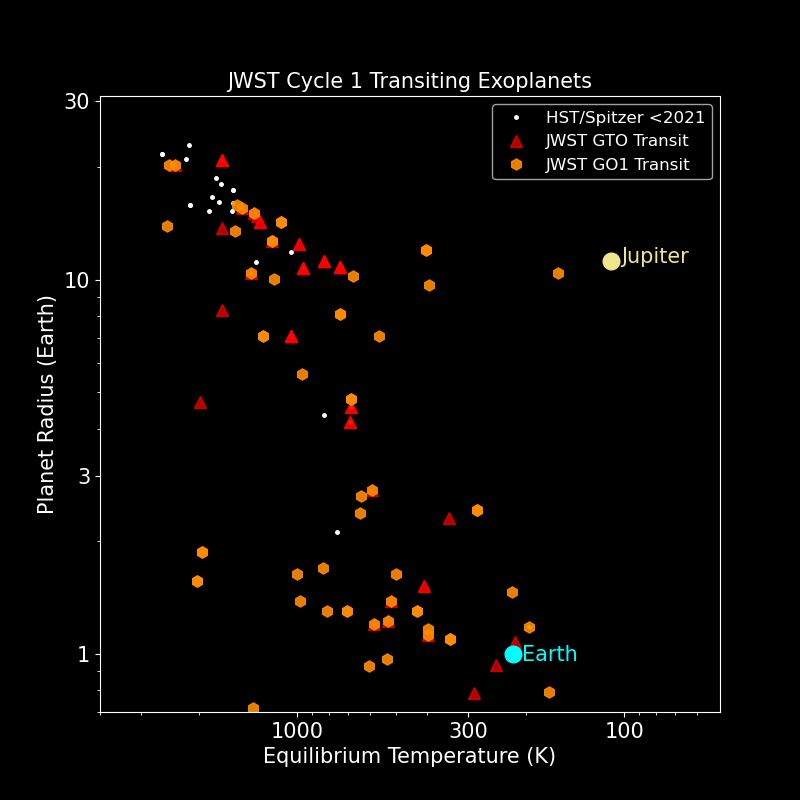 JWST Cycle 1 Transiting Exoplanets
HST/Spitzer <2021
JWST GTO Transit
JWST GO1 Transit
30
10
3
1
Planet Radius (Earth)
Jupiter
Earth
1000
300
100
Equilibrium Temperature (K)